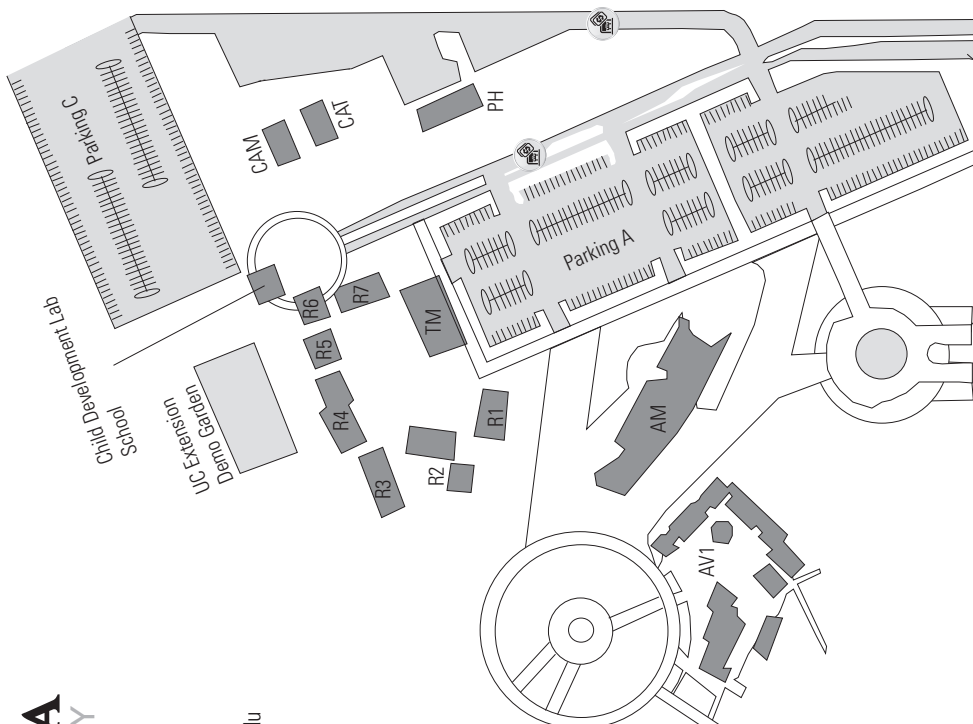 Parking C
CAM
CAT
PH
Child Development Lab
School
UC Extension
Demo Garden
R6
R7
R5
R4
R3
R2
R1
TM
Parking A
AM
AV1
A
Y
lu